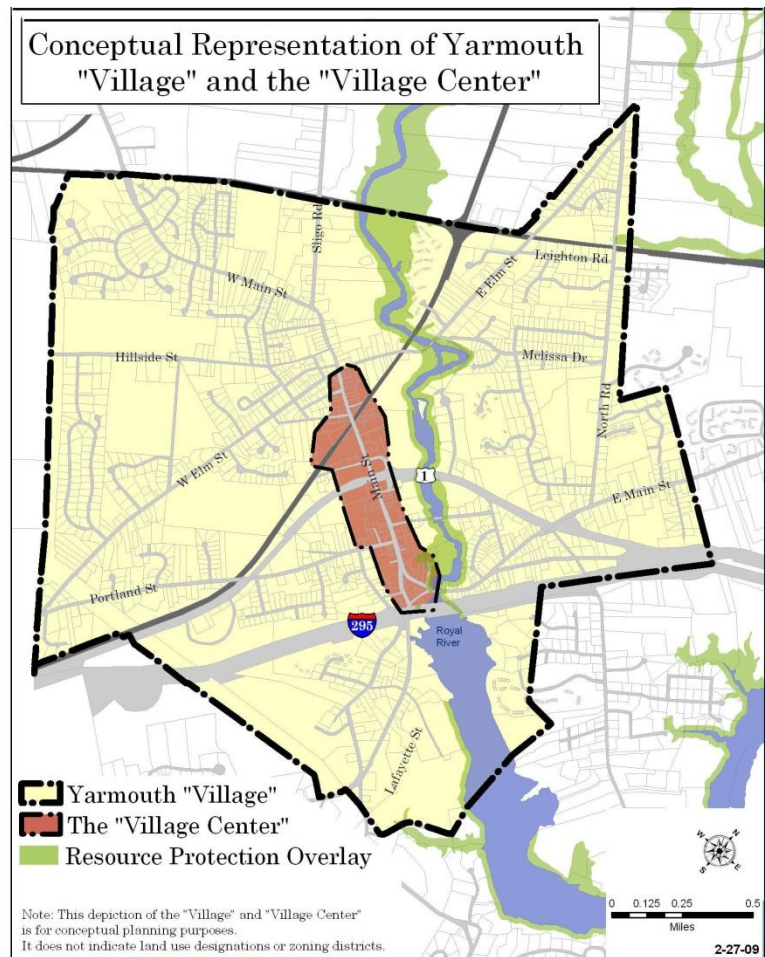 Conceptual Representation of Yarmouth
"Village" and the "Village Center"
Sligo Rd
Leighton Rd
E Elm St
W Main St
Hillside St
Melissa Dr
North Rd
W Elm St
Main St
1
E Main St
Portland St
295
Royal
River
Lafayette St
Yarmouth "Village"
The "Village Center"
Resource Protection Overlay
N
W
E
S
0 0.125 0.25 0.5
Miles
Note: This depiction of the "Village" and "Village Center"
is for conceptual planning purposes.
It does not indicate land use designations or zoning districts.
2-27-09